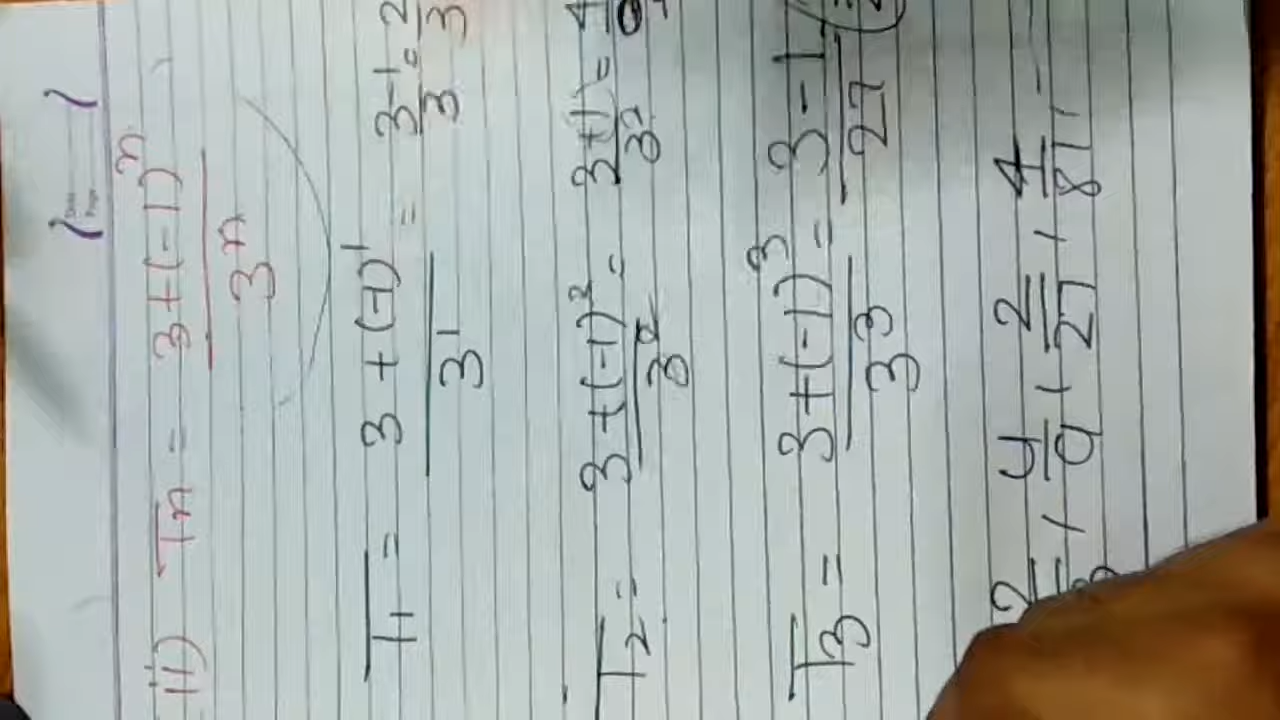 ii) Tn = 3+(-1)^n / 3^n
T1 = 3+(-1)^1 / 3^1 = 3-1 / 3 = 2 / 3
T2 = 3+(-1)^2 / 3^2 = 3+1 / 3^2 = 4
T3 = 3+(-1)^3 / 3^3 = 3-1 / 27
2 / 3, 4 / 9, 2 / 27, 4 / 81,